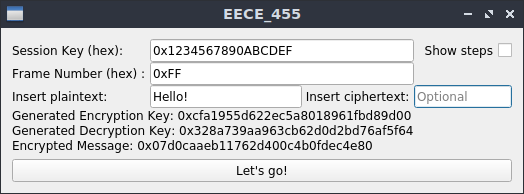 EECE_455
Session Key (hex): 0x1234567890ABCDEF Show steps
Frame Number (hex) : 0xFF
Insert plaintext: Hello! Insert ciphertext: Optional
Generated Encryption Key: 0xcfa1955d622ec5a8018961fbd89d00
Generated Decryption Key: 0x328a739aa963cb62d0d2bd76af5f64
Encrypted Message: 0x07d0caaeb11762d400c4b0fdec4e80
Let's go!